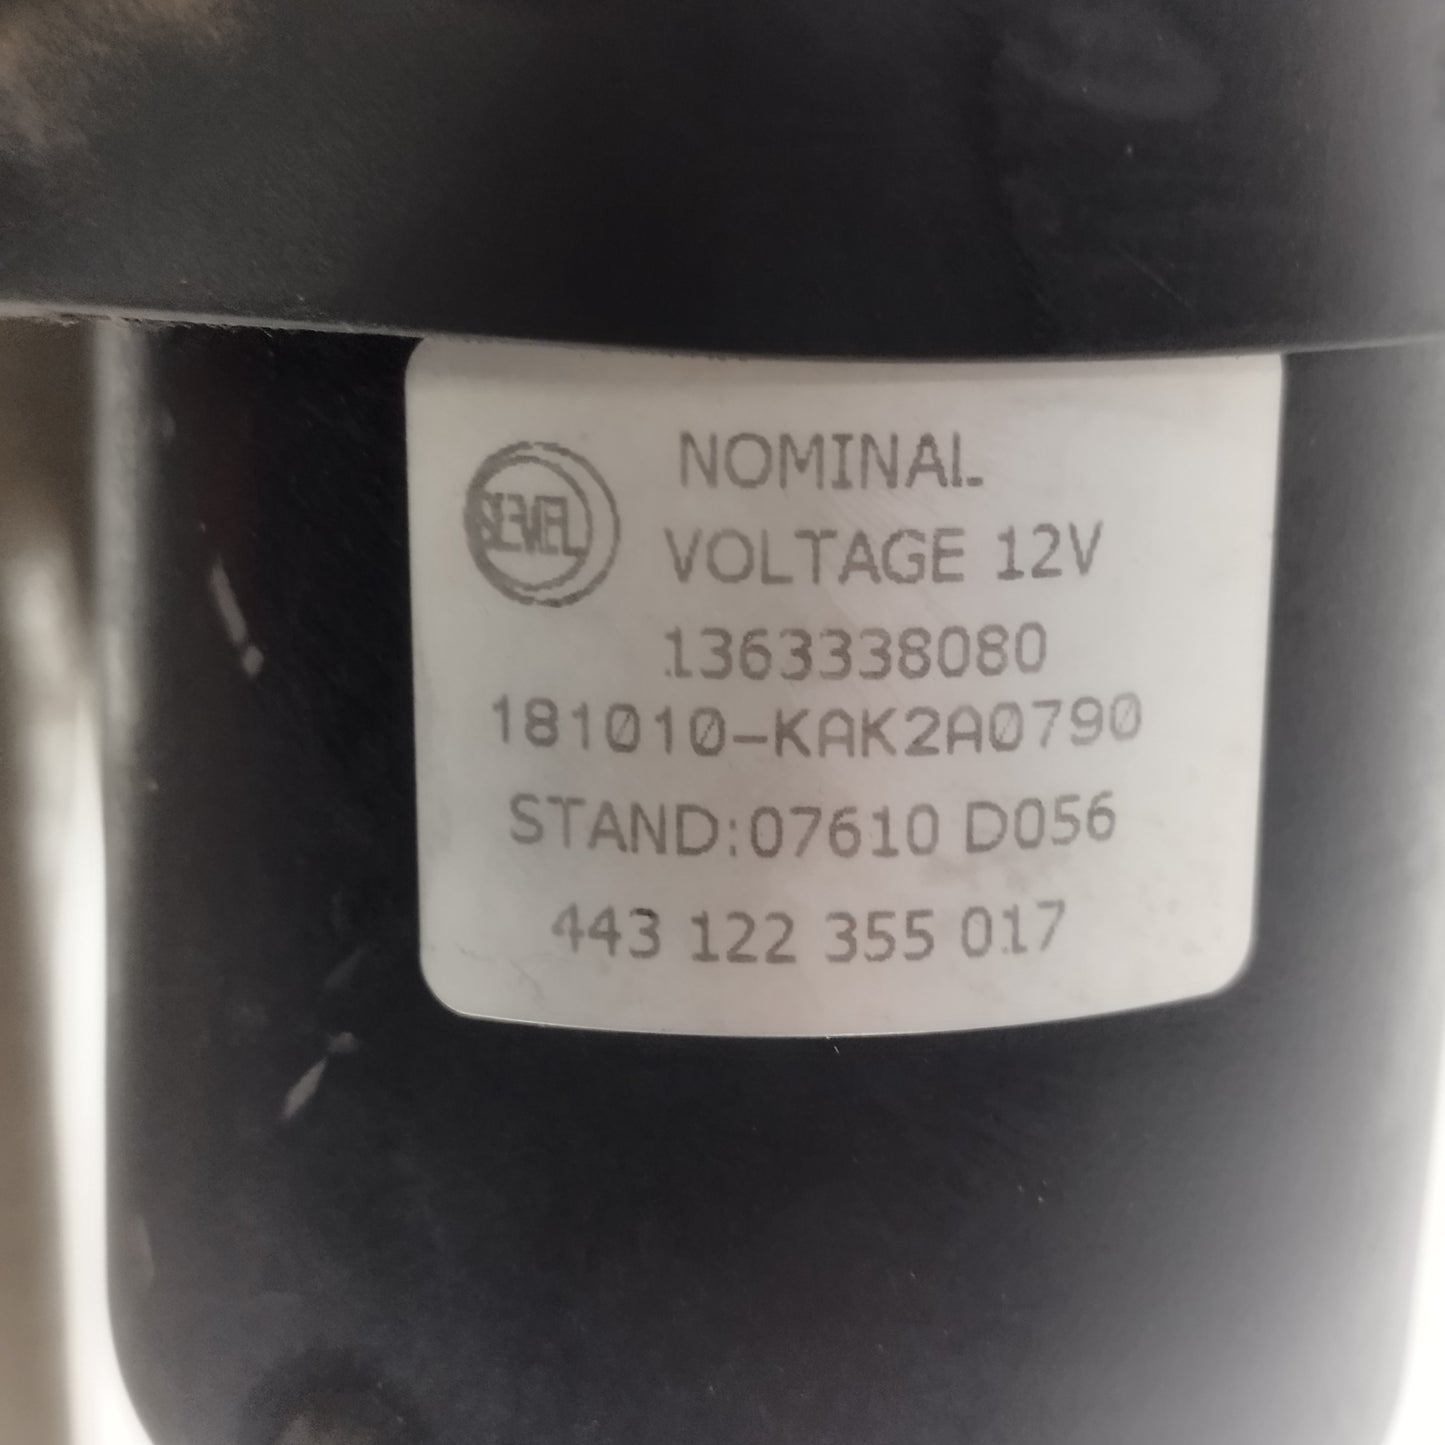 SEVEL
NOMINAL
VOLTAGE 12V
1363338080
181010-KAK2A0790
STAND:07610 D056
443 122 355 017